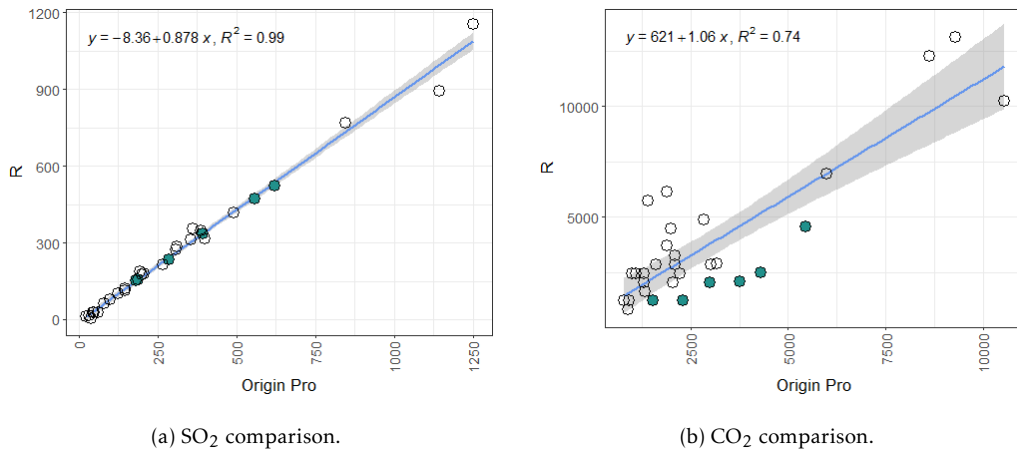 y = −8.36+0.878 x, R² = 0.99
1200
900
600
300
0
R
0
250
500
750
1000
1250
Origin Pro
(a) SO₂ comparison.
y = 621+1.06 x, R² = 0.74
10000
5000
R
2500
5000
7500
10000
Origin Pro
(b) CO₂ comparison.